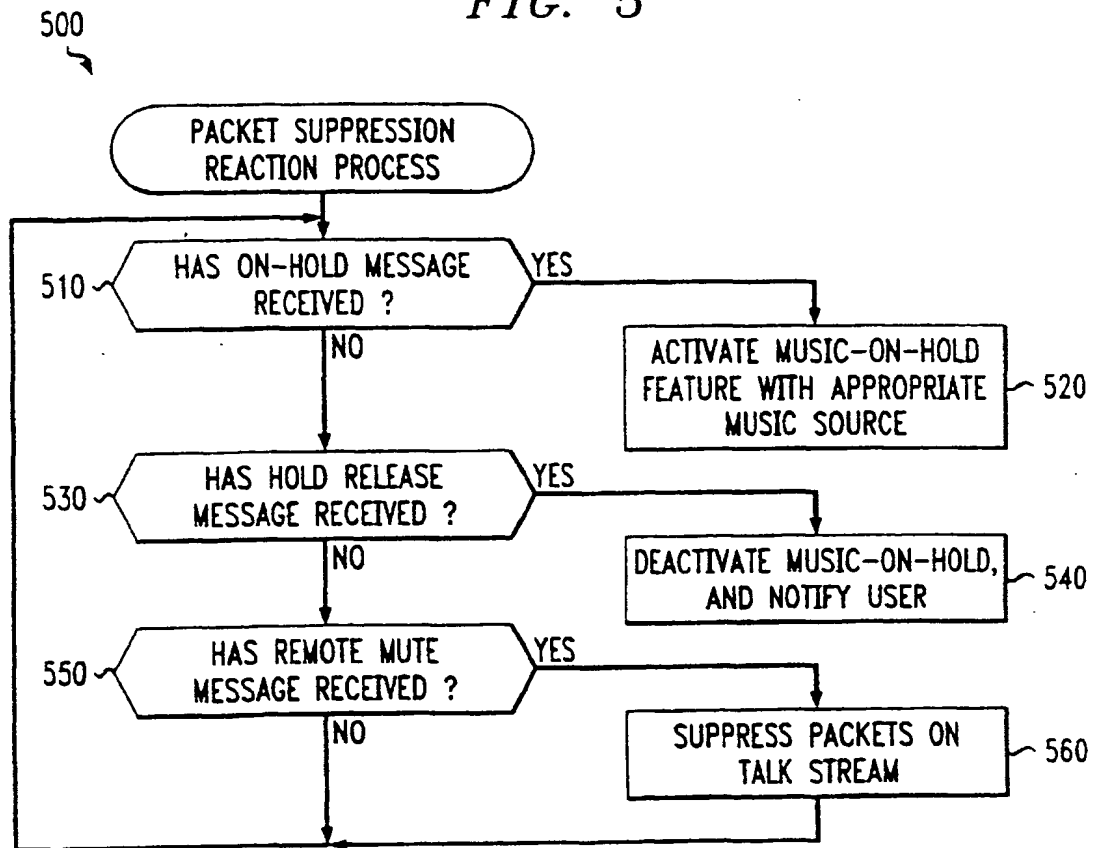 FIG. 5
500
PACKET SUPPRESSION
REACTION PROCESS
510
HAS ON-HOLD MESSAGE
RECEIVED ?
YES
NO
ACTIVATE MUSIC-ON-HOLD
FEATURE WITH APPROPRIATE
MUSIC SOURCE
520
530
HAS HOLD RELEASE
MESSAGE RECEIVED ?
YES
NO
DEACTIVATE MUSIC-ON-HOLD,
AND NOTIFY USER
540
550
HAS REMOTE MUTE
MESSAGE RECEIVED ?
YES
NO
SUPPRESS PACKETS ON
TALK STREAM
560